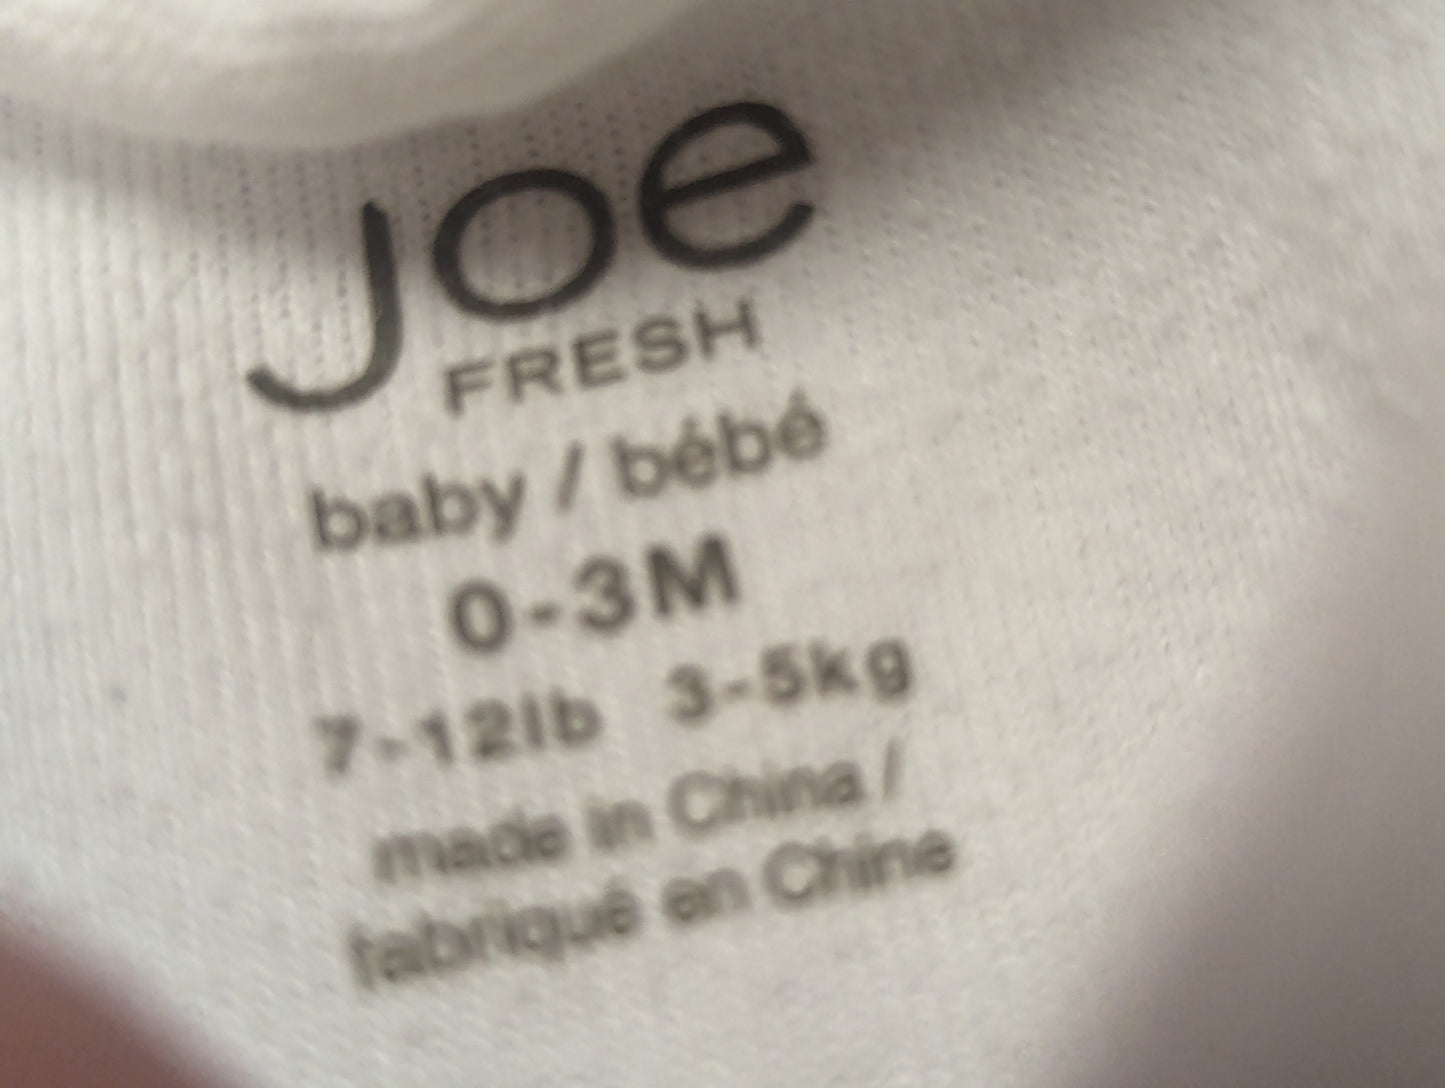 Joe
FRESH
baby / bébé
0-3M
7-12lb 3-5kg
made in China /
fabriqué en Chine